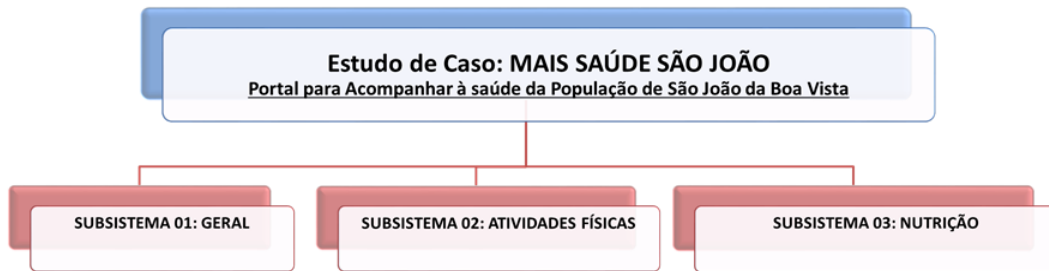 Estudo de Caso: MAIS SAÚDE SÃO JOÃO
Portal para Acompanhar à saúde da População de São João da Boa Vista
SUBSISTEMA 01: GERAL
SUBSISTEMA 02: ATIVIDADES FÍSICAS
SUBSISTEMA 03: NUTRIÇÃO